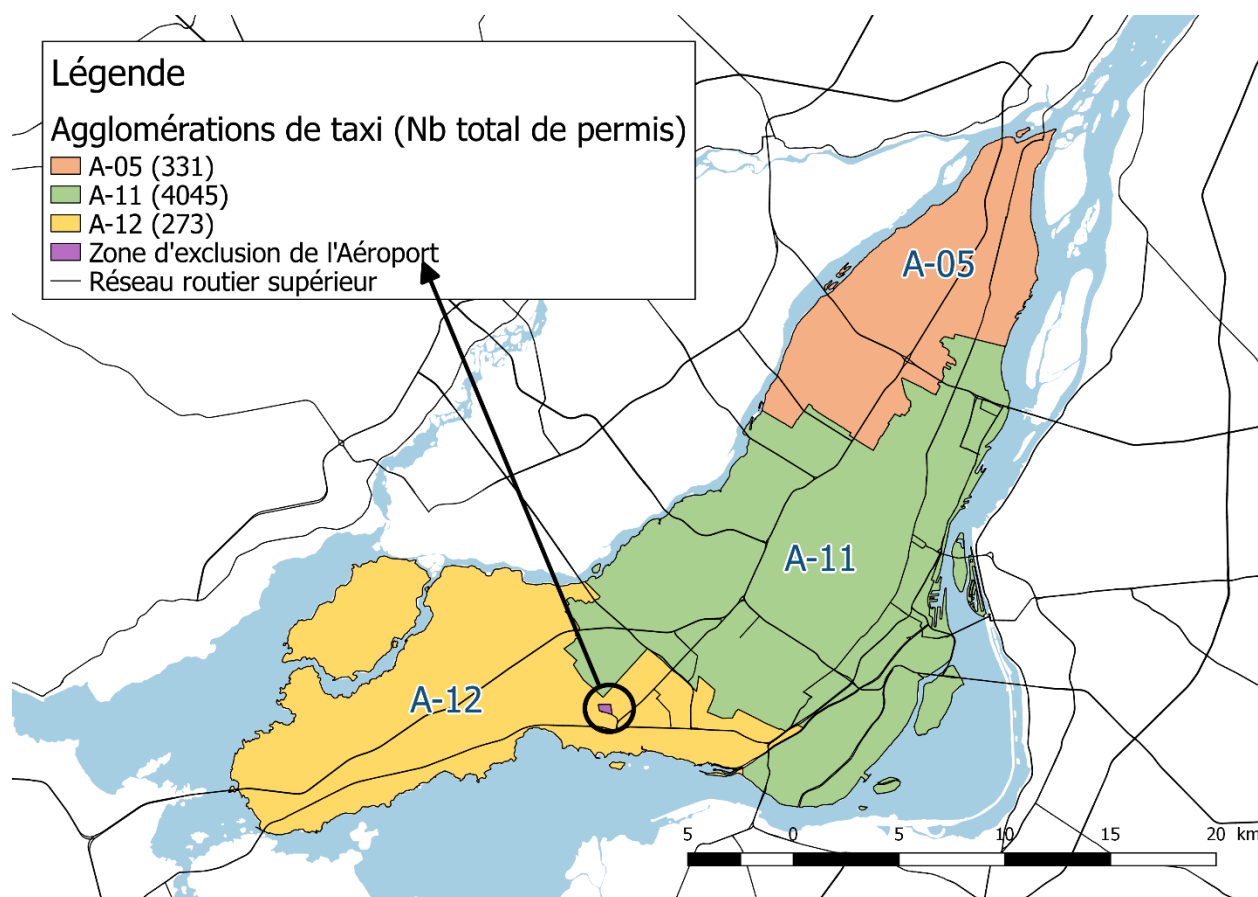 Légende
Agglomérations de taxi (Nb total de permis)
A-05 (331)
A-11 (4045)
A-12 (273)
Zone d'exclusion de l'Aéroport
Réseau routier supérieur
A-05
A-11
A-12
5 0 5 10 15 20 km